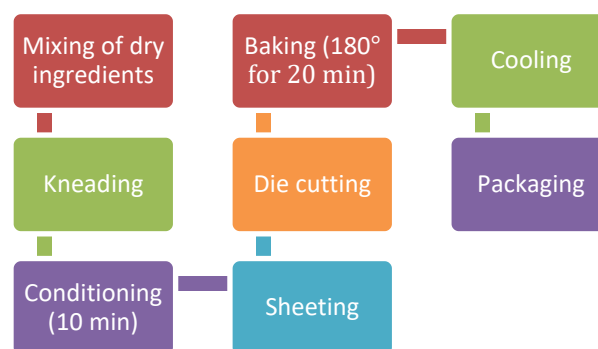 Mixing of dry
ingredients
Kneading
Conditioning
(10 min)
Sheeting
Die cutting
Baking (180°
for 20 min)
Cooling
Packaging